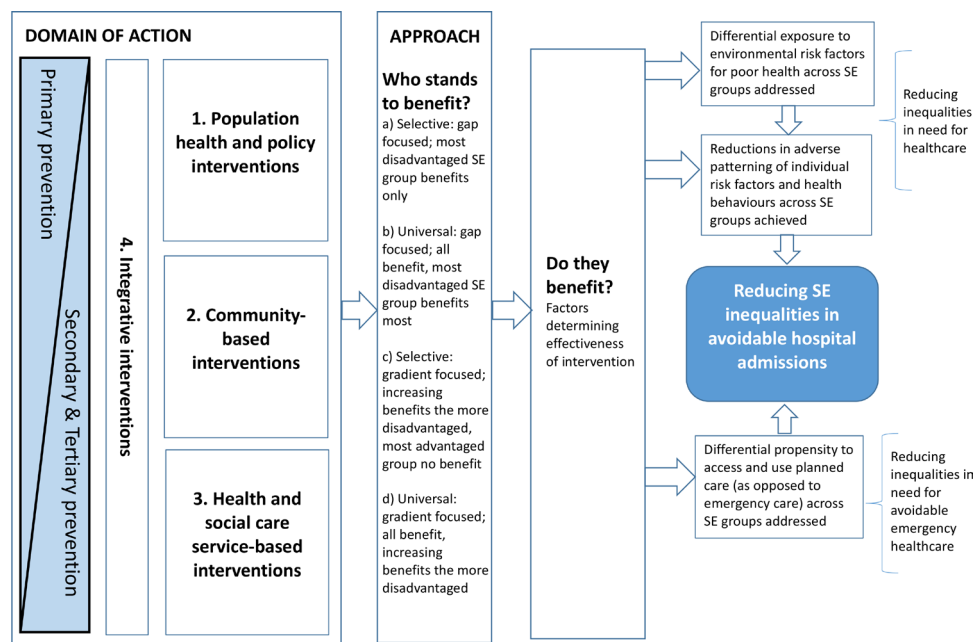 DOMAIN OF ACTION
Primary prevention
Secondary & Tertiary prevention
4. Integrative interventions
1. Population
health and policy
interventions
2. Community-
based
interventions
3. Health and
social care
service-based
interventions
APPROACH
Who stands
to benefit?
a) Selective: gap
focused; most
disadvantaged SE
group benefits
only
b) Universal: gap
focused; all
benefit, most
disadvantaged SE
group benefits
most
c) Selective:
gradient focused;
increasing
benefits the more
disadvantaged,
most advantaged
group no benefit
d) Universal:
gradient focused;
all benefit,
increasing
benefits the more
disadvantaged
Do they
benefit?
Factors
determining
effectiveness
of intervention
Differential exposure to
environmental risk factors
for poor health across SE
groups addressed
Reductions in adverse
patterning of individual
risk factors and health
behaviours across SE
groups achieved
Reducing
inequalities
in need for
healthcare
Reducing SE
inequalities in
avoidable hospital
admissions
Differential propensity to
access and use planned
care (as opposed to
emergency care) across
SE groups addressed
Reducing
inequalities in
need for
avoidable
emergency
healthcare